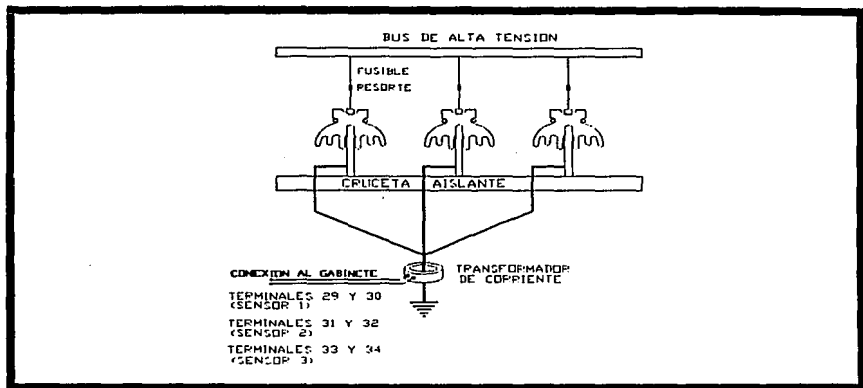 BUS DE ALTA TENSION
FUSIBLE
RESORTE
CRUCETA AISLANTE
CONEXION AL GABINETE
TRANSFORMADOR
DE CORRIENTE
TERMINALES 29 Y 30
(SENSOR 1)
TERMINALES 31 Y 32
(SENSOR 2)
TERMINALES 33 Y 34
(SENSOR 3)